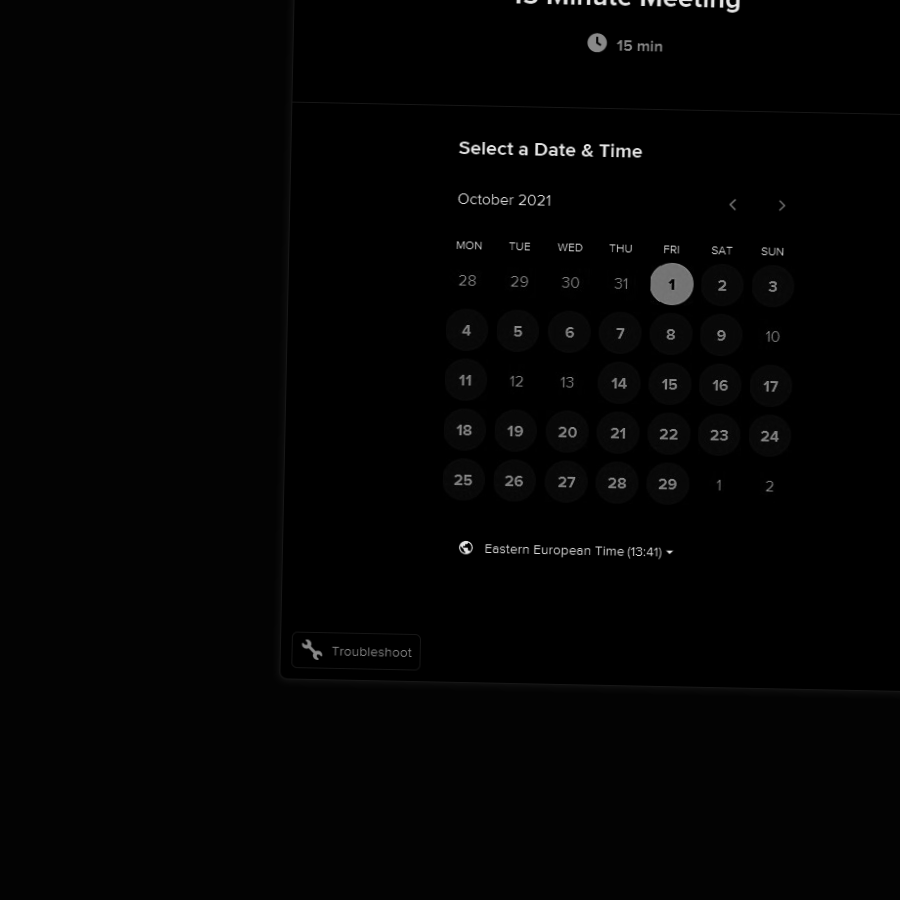 15 Minute Meeting
15 min
Select a Date & Time
October 2021
MON TUE WED THU FRI SAT SUN
28 29 30 31 1 2 3
4 5 6 7 8 9 10
11 12 13 14 15 16 17
18 19 20 21 22 23 24
25 26 27 28 29 1 2
Eastern European Time (13:41)
Troubleshoot